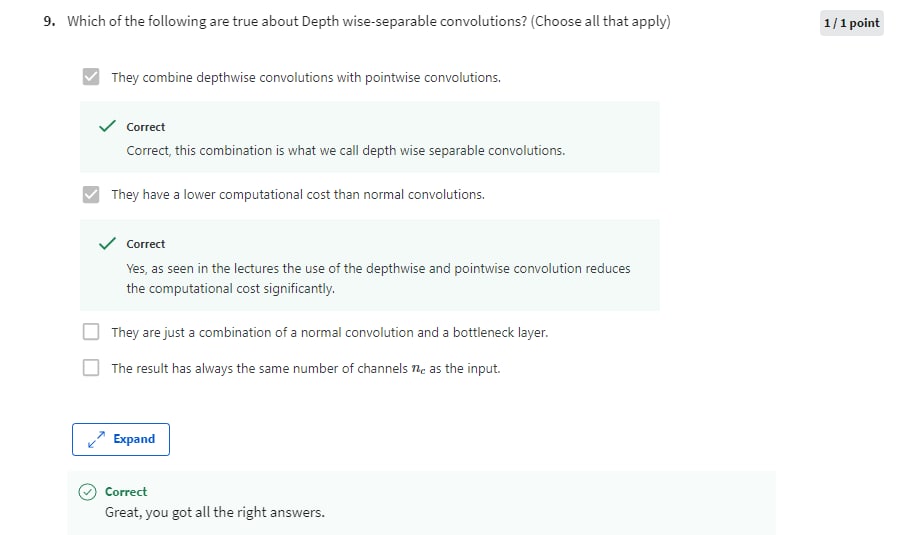 9. Which of the following are true about Depth wise-separable convolutions? (Choose all that apply)
1 / 1 point
They combine depthwise convolutions with pointwise convolutions.
Correct
Correct, this combination is what we call depth wise separable convolutions.
They have a lower computational cost than normal convolutions.
Correct
Yes, as seen in the lectures the use of the depthwise and pointwise convolution reduces
the computational cost significantly.
They are just a combination of a normal convolution and a bottleneck layer.
The result has always the same number of channels n_c as the input.
Expand
Correct
Great, you got all the right answers.